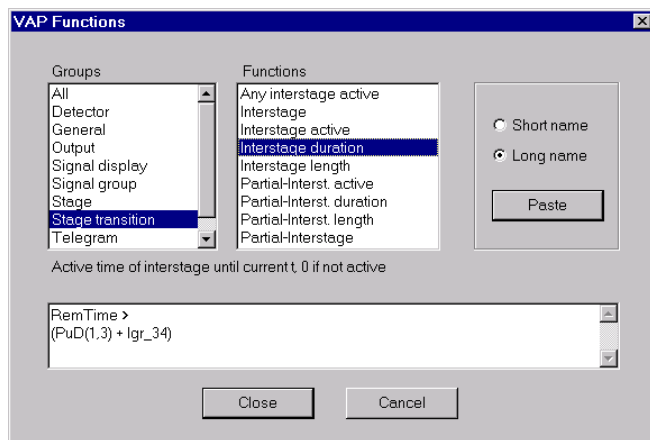 VAP Functions
Groups
Functions
All
Detector
General
Output
Signal display
Signal group
Stage
Stage transition
Telegram
Any interstage active
Interstage
Interstage active
Interstage duration
Interstage length
Partial-Interst. active
Partial-Interst. duration
Partial-Interst. length
Partial-Interstage
Short name
Long name
Paste
Active time of interstage until current t, 0 if not active
RemTime >
(PuD(1,3) + Igr_34)
Close
Cancel